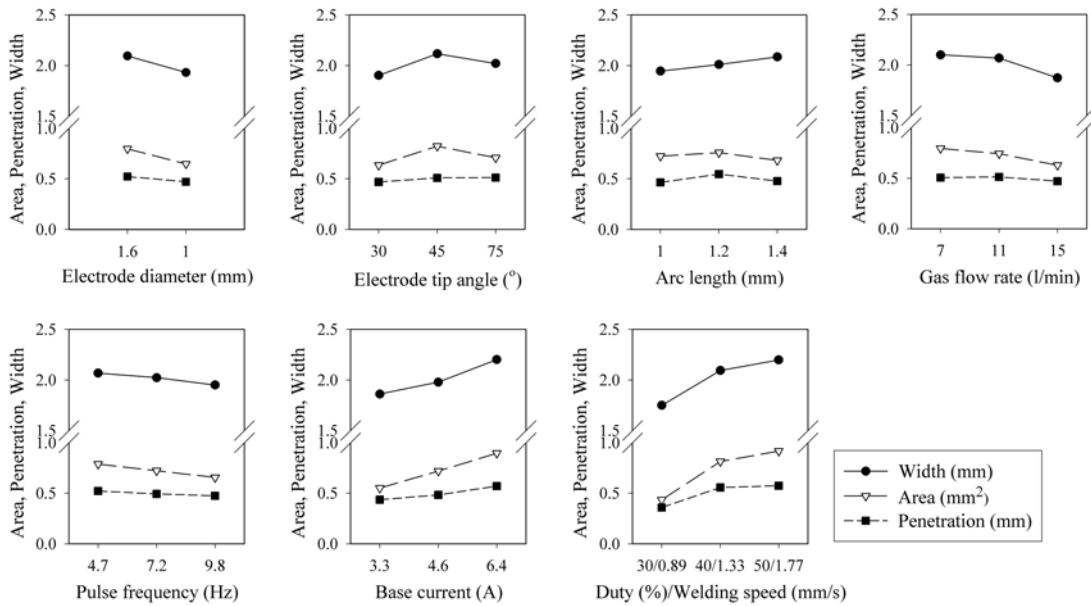 Area, Penetration, Width
2.5
2.0
1.5
1.0
0.5
0.0
1.6 1
Electrode diameter (mm)
Area, Penetration, Width
2.5
2.0
1.5
1.0
0.5
0.0
30 45 75
Electrode tip angle (°)
Area, Penetration, Width
2.5
2.0
1.5
1.0
0.5
0.0
1 1.2 1.4
Arc length (mm)
Area, Penetration, Width
2.5
2.0
1.5
1.0
0.5
0.0
7 11 15
Gas flow rate (l/min)
Area, Penetration, Width
2.5
2.0
1.5
1.0
0.5
0.0
4.7 7.2 9.8
Pulse frequency (Hz)
Area, Penetration, Width
2.5
2.0
1.5
1.0
0.5
0.0
3.3 4.6 6.4
Base current (A)
Area, Penetration, Width
2.5
2.0
1.5
1.0
0.5
0.0
30/0.89 40/1.33 50/1.77
Duty (%)/Welding speed (mm/s)
Width (mm)
Area (mm²)
Penetration (mm)